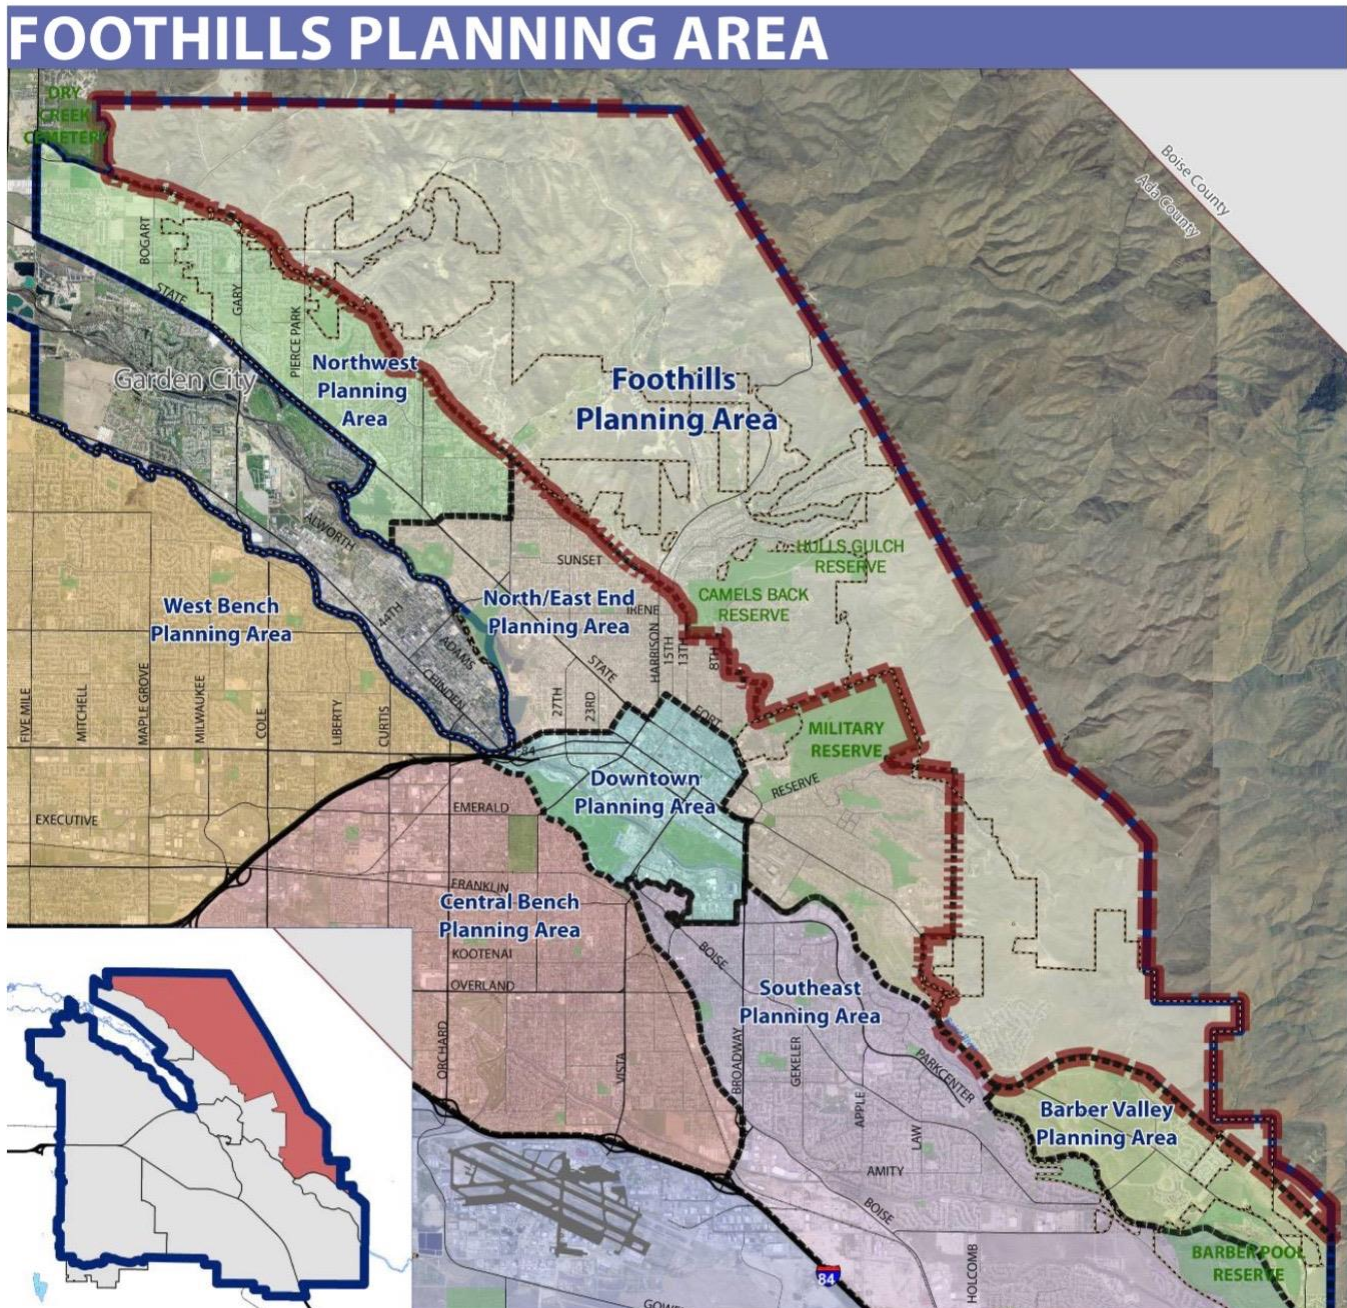 FOOTHILLS PLANNING AREA
DRY
CREEK
CEMETERY
Boise County
Ada County
BOGART
STATE
GARY
PIERCE PARK
Northwest
Planning
Area
Garden City
Foothills
Planning Area
ALWORTH
SUNSET
HULLS GULCH
RESERVE
CAMELS BACK
RESERVE
West Bench
Planning Area
44TH
ADAMS
CHINDEN
North/East End
Planning Area
IRENE
HARRISON
15TH
13TH
8TH
STATE
27TH
23RD
FORT
FIVE MILE
MITCHELL
MAPLE GROVE
MILWAUKEE
COLE
LIBERTY
CURTIS
MILITARY
RESERVE
RESERVE
Downtown
Planning Area
EXECUTIVE
EMERALD
FRANKLIN
Central Bench
Planning Area
KOOTENAI
OVERLAND
BOISE
Southeast
Planning Area
ORCHARD
VISTA
BROADWAY
GEKELER
APPLE
LAW
PARKCENTER
Barber Valley
Planning Area
AMITY
BOISE
HOLCOMB
BARBER POOL
RESERVE
84